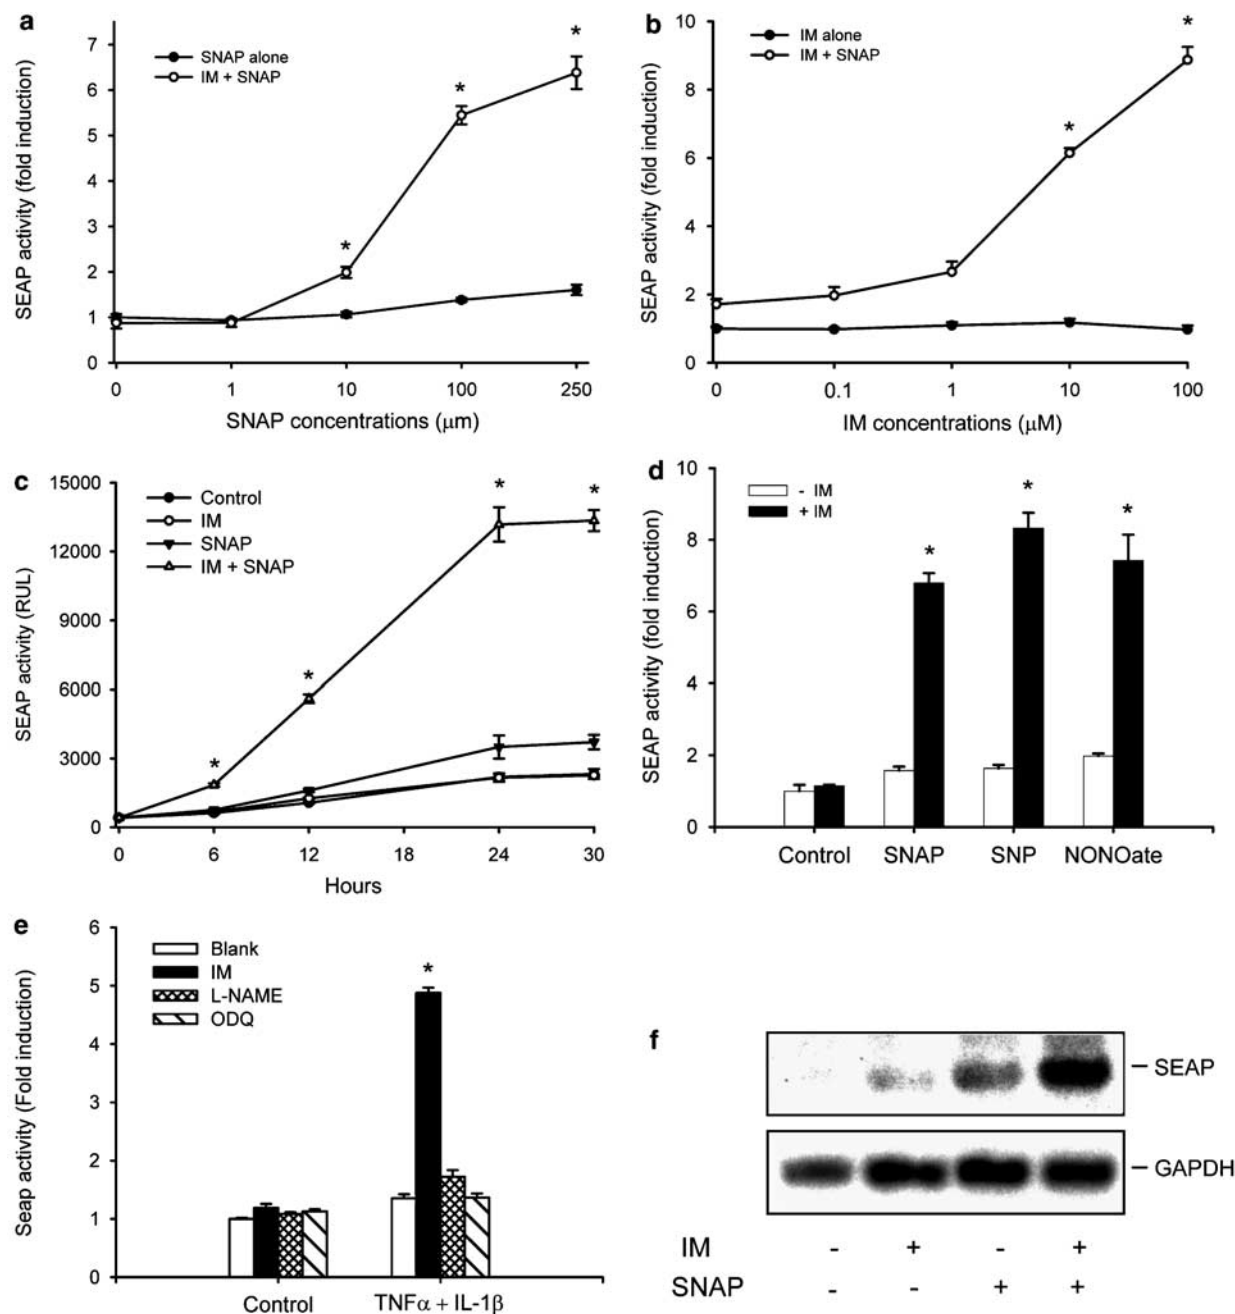 a
SEAP activity (fold induction)
7
6
5
4
3
2
1
0
SNAP alone
IM + SNAP
*
*
*
0 1 10 100 250
SNAP concentrations (μm)
b
SEAP activity (fold induction)
10
8
6
4
2
0
IM alone
IM + SNAP
*
*
0 0.1 1 10 100
IM concentrations (μM)
c
SEAP activity (RUL)
15000
12000
9000
6000
3000
0
Control
IM
SNAP
IM + SNAP
*
*
*
*
0 6 12 18 24 30
Hours
d
SEAP activity (fold induction)
10
8
6
4
2
0
- IM
+ IM
*
*
*
Control SNAP SNP NONOate
e
Seap activity (Fold induction)
6
5
4
3
2
1
0
Blank
IM
L-NAME
ODQ
*
Control TNFα + IL-1β
f
SEAP
GAPDH
IM - + - +
SNAP - - + +